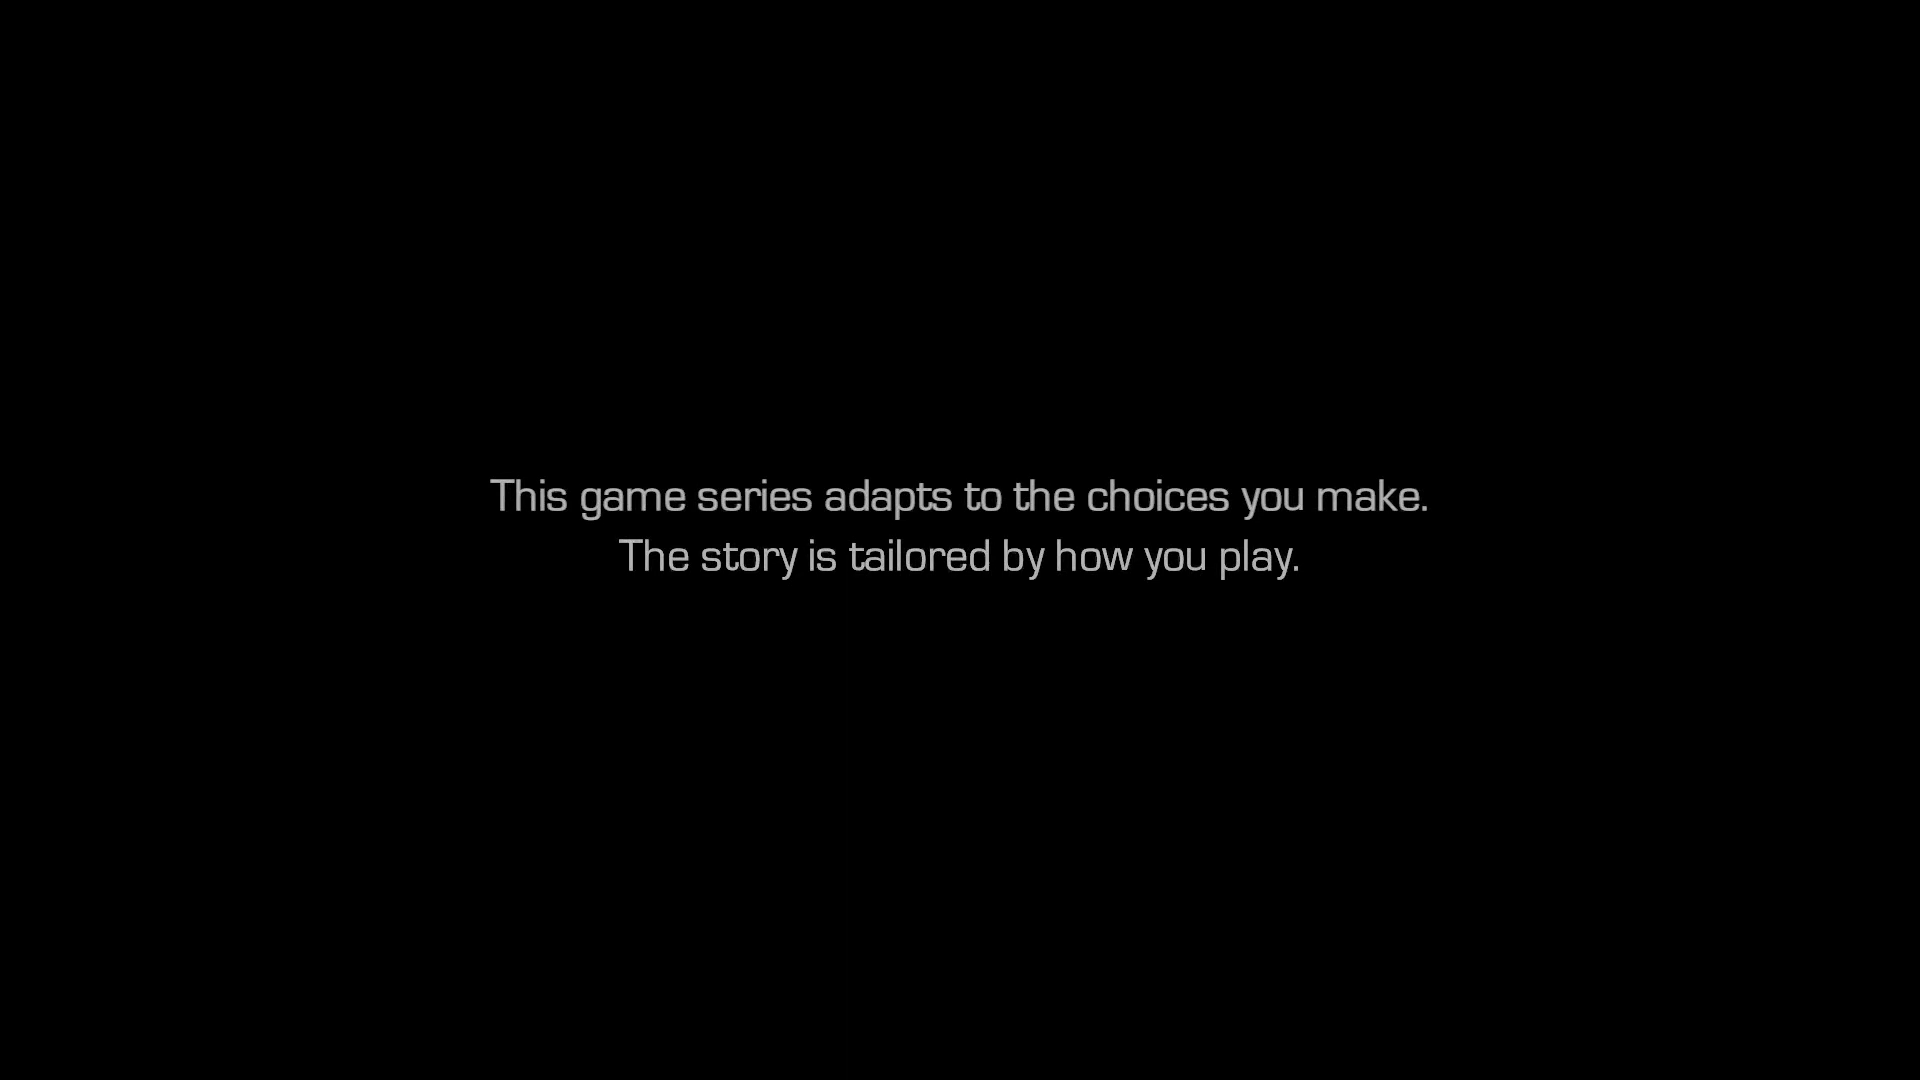 This game series adapts to the choices you make.
The story is tailored by how you play.